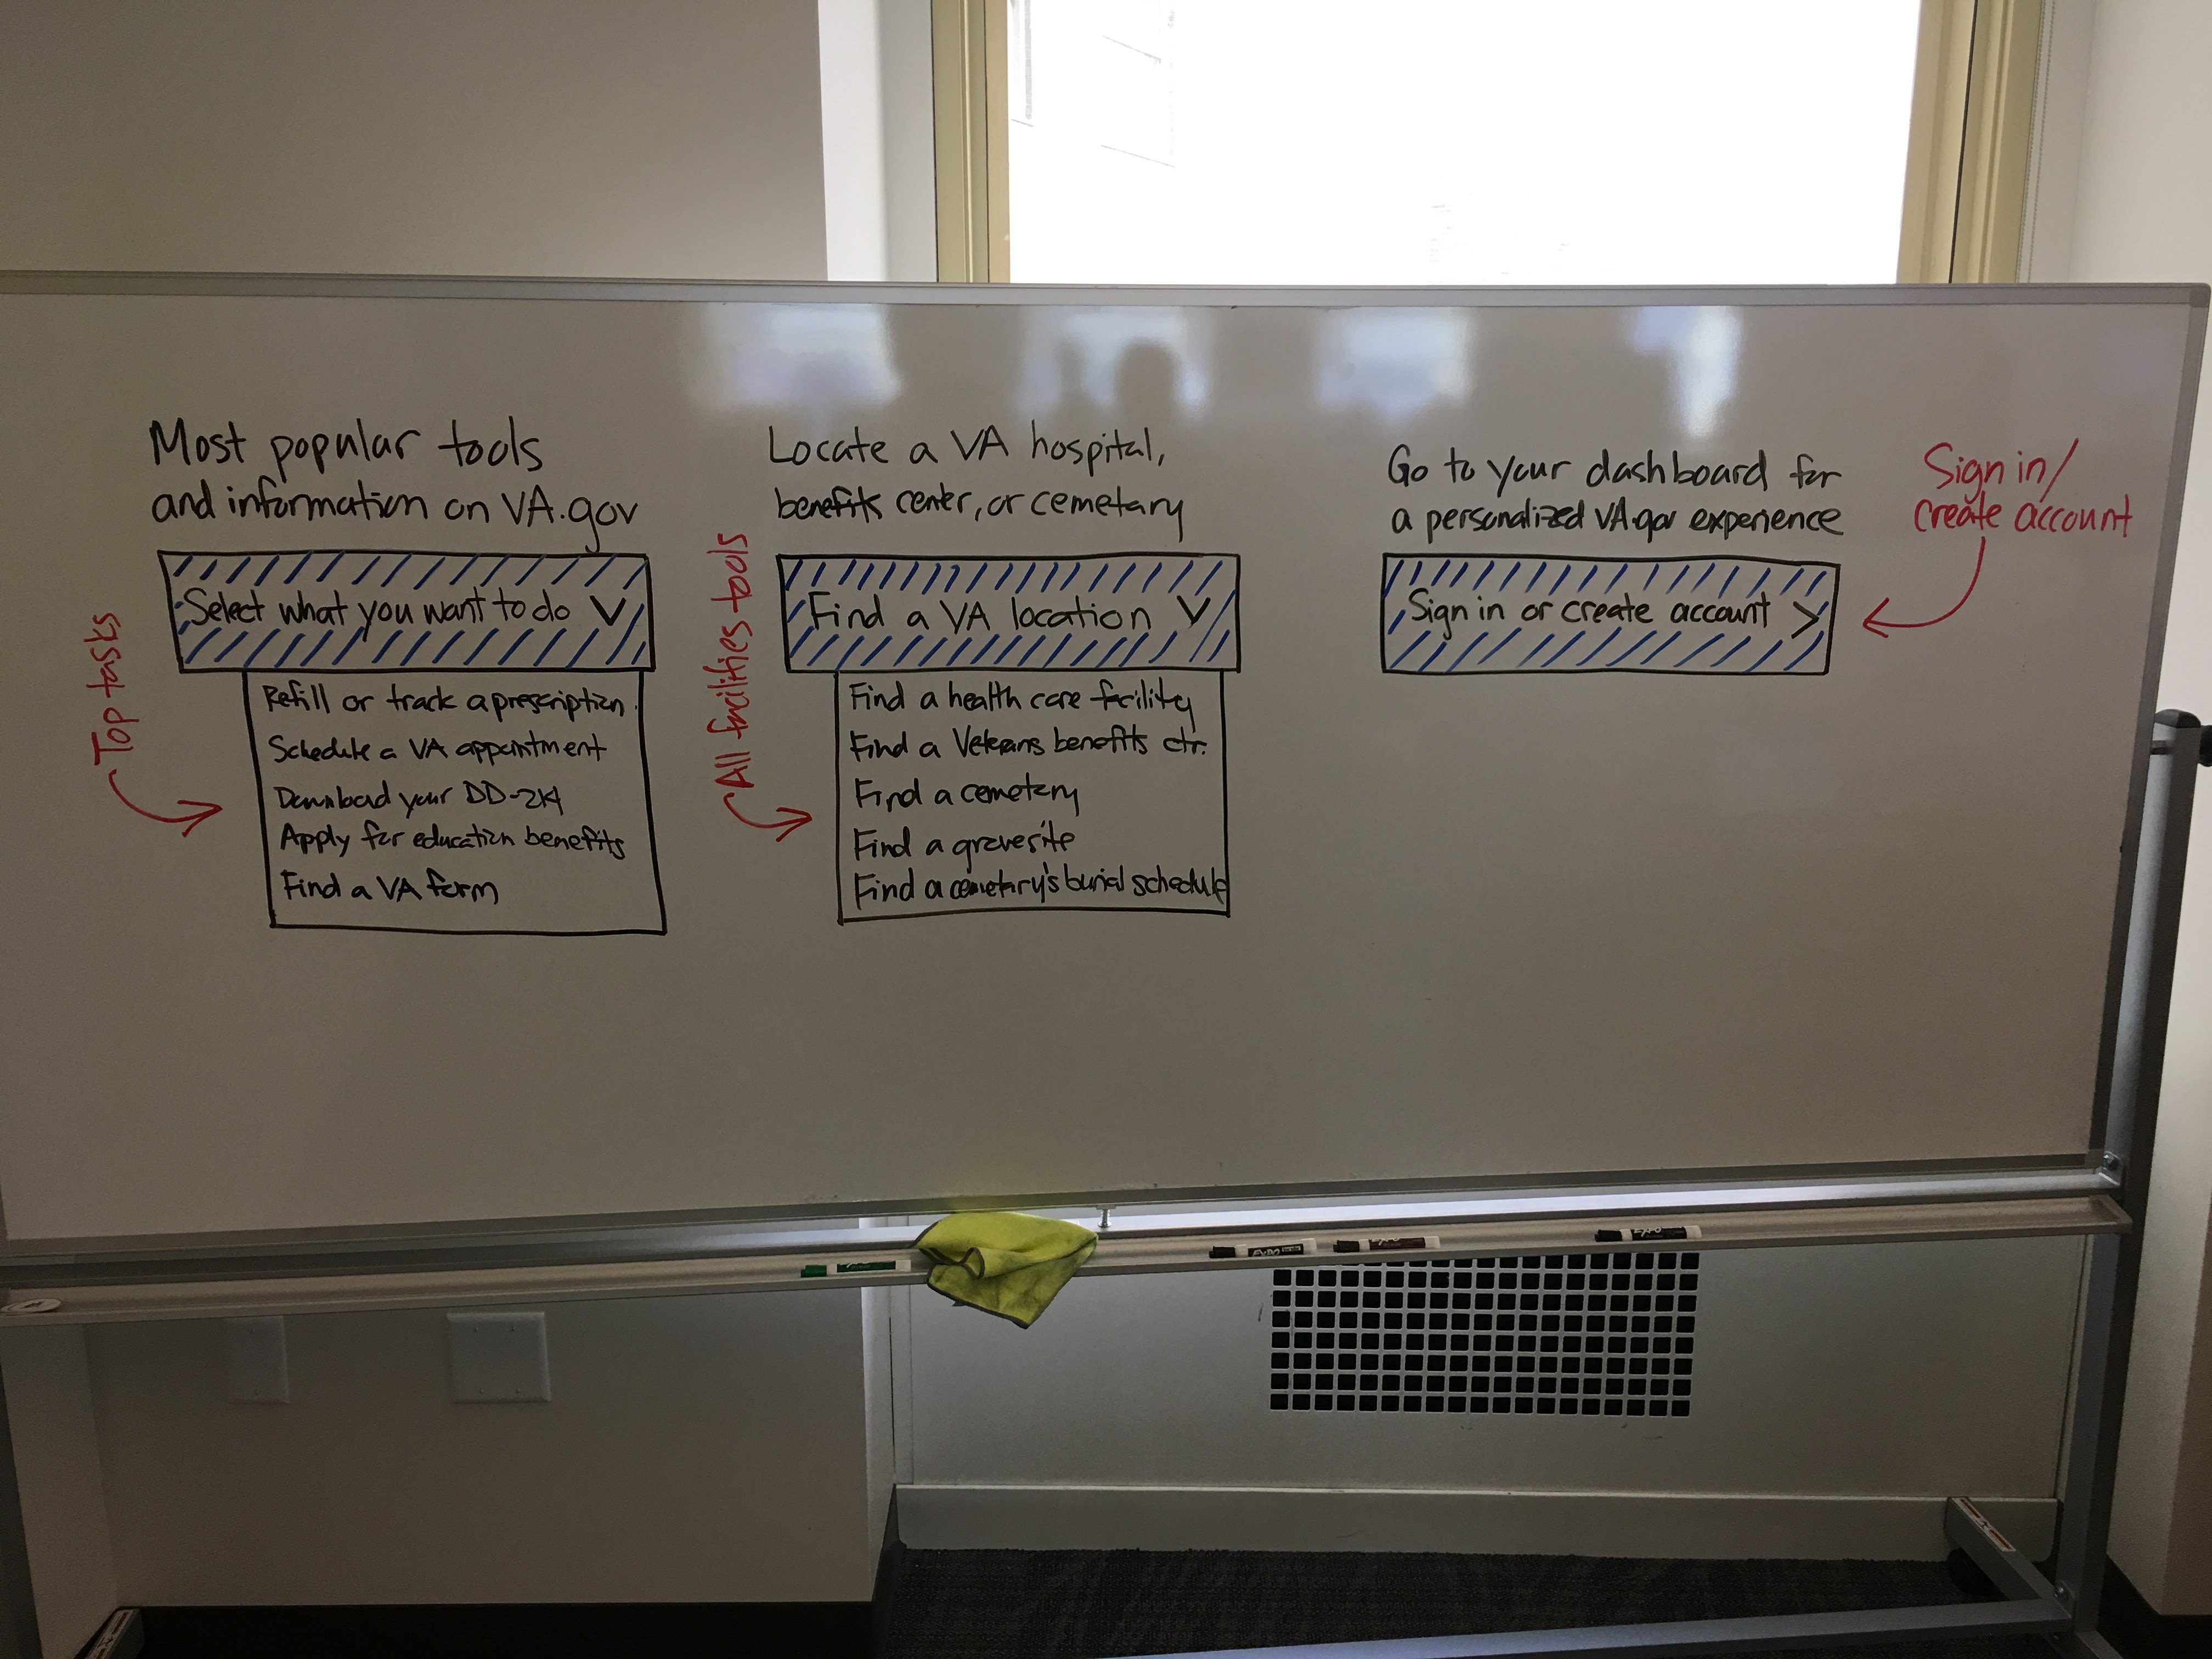 Most popular tools
and information on VA.gov
Select what you want to do V
Refill or track a prescription
Schedule a VA appointment
Download your DD-214
Apply for education benefits
Find a VA form
Top tasks
Locate a VA hospital,
benefits center, or cemetary
Find a VA location V
Find a health care facility
Find a Veterans benefits ctr.
Find a cemetery
Find a gravesite
Find a cemetary's burial schedule
All facilities tools
Go to your dashboard for
a personalized VA.gov experience
Sign in or create account >
Sign in/
create account
EXPO
EXPO
EXPO